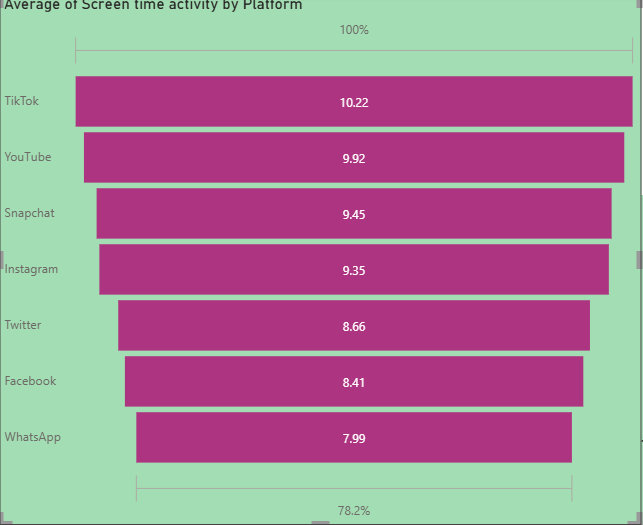 Average of Screen time activity by Platform
100%
TikTok 10.22
YouTube 9.92
Snapchat 9.45
Instagram 9.35
Twitter 8.66
Facebook 8.41
WhatsApp 7.99
78.2%